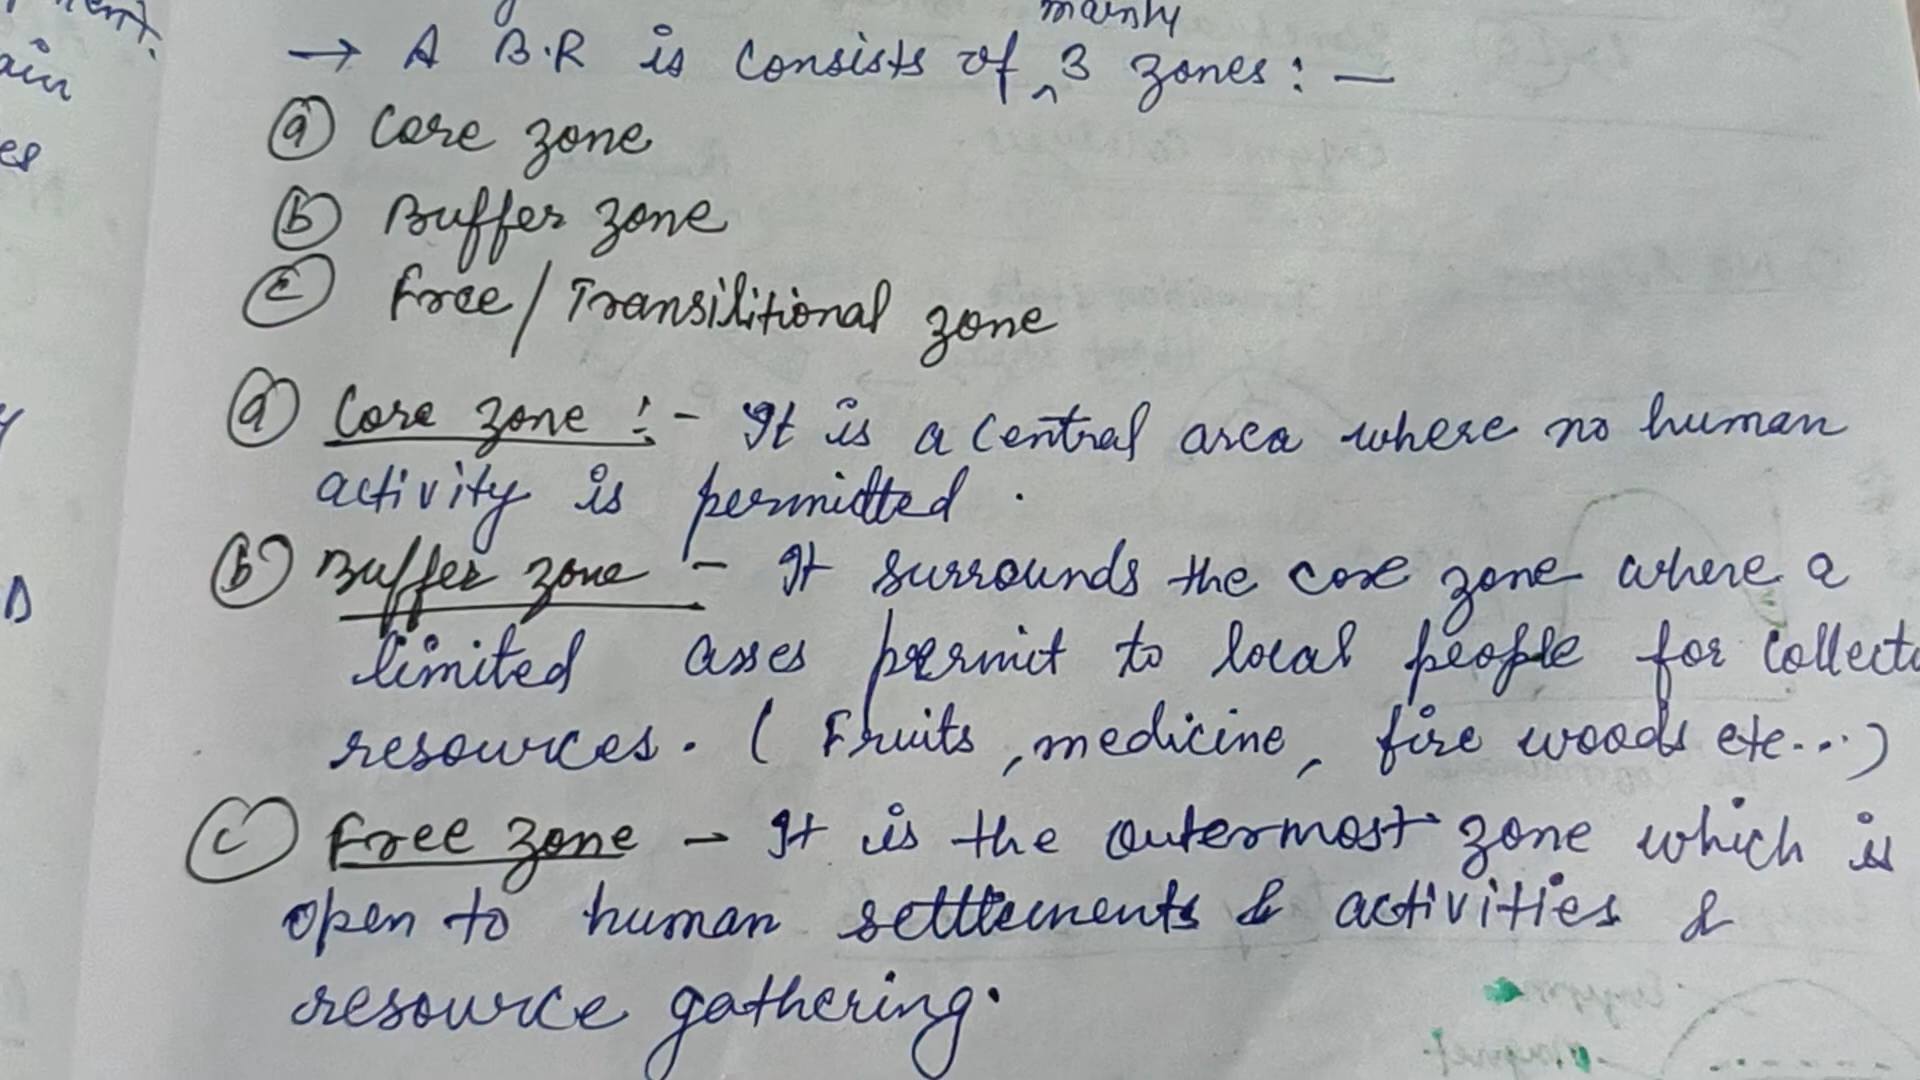 mainly
→ A B.R is consists of ^ 3 zones : —
(a) Core zone
(b) Buffer zone
(c) Free / Transilitional zone
(a) Core zone :- It is a central area where no human
activity is permitted .
(b) Buffer zone - It surrounds the core zone where a
limited asses permit to local people for collect
resources. ( Fruits , medicine, fire woods etc...)
(c) Free zone - It is the outermost zone which is
open to human setttlements & activities &
resource gathering.